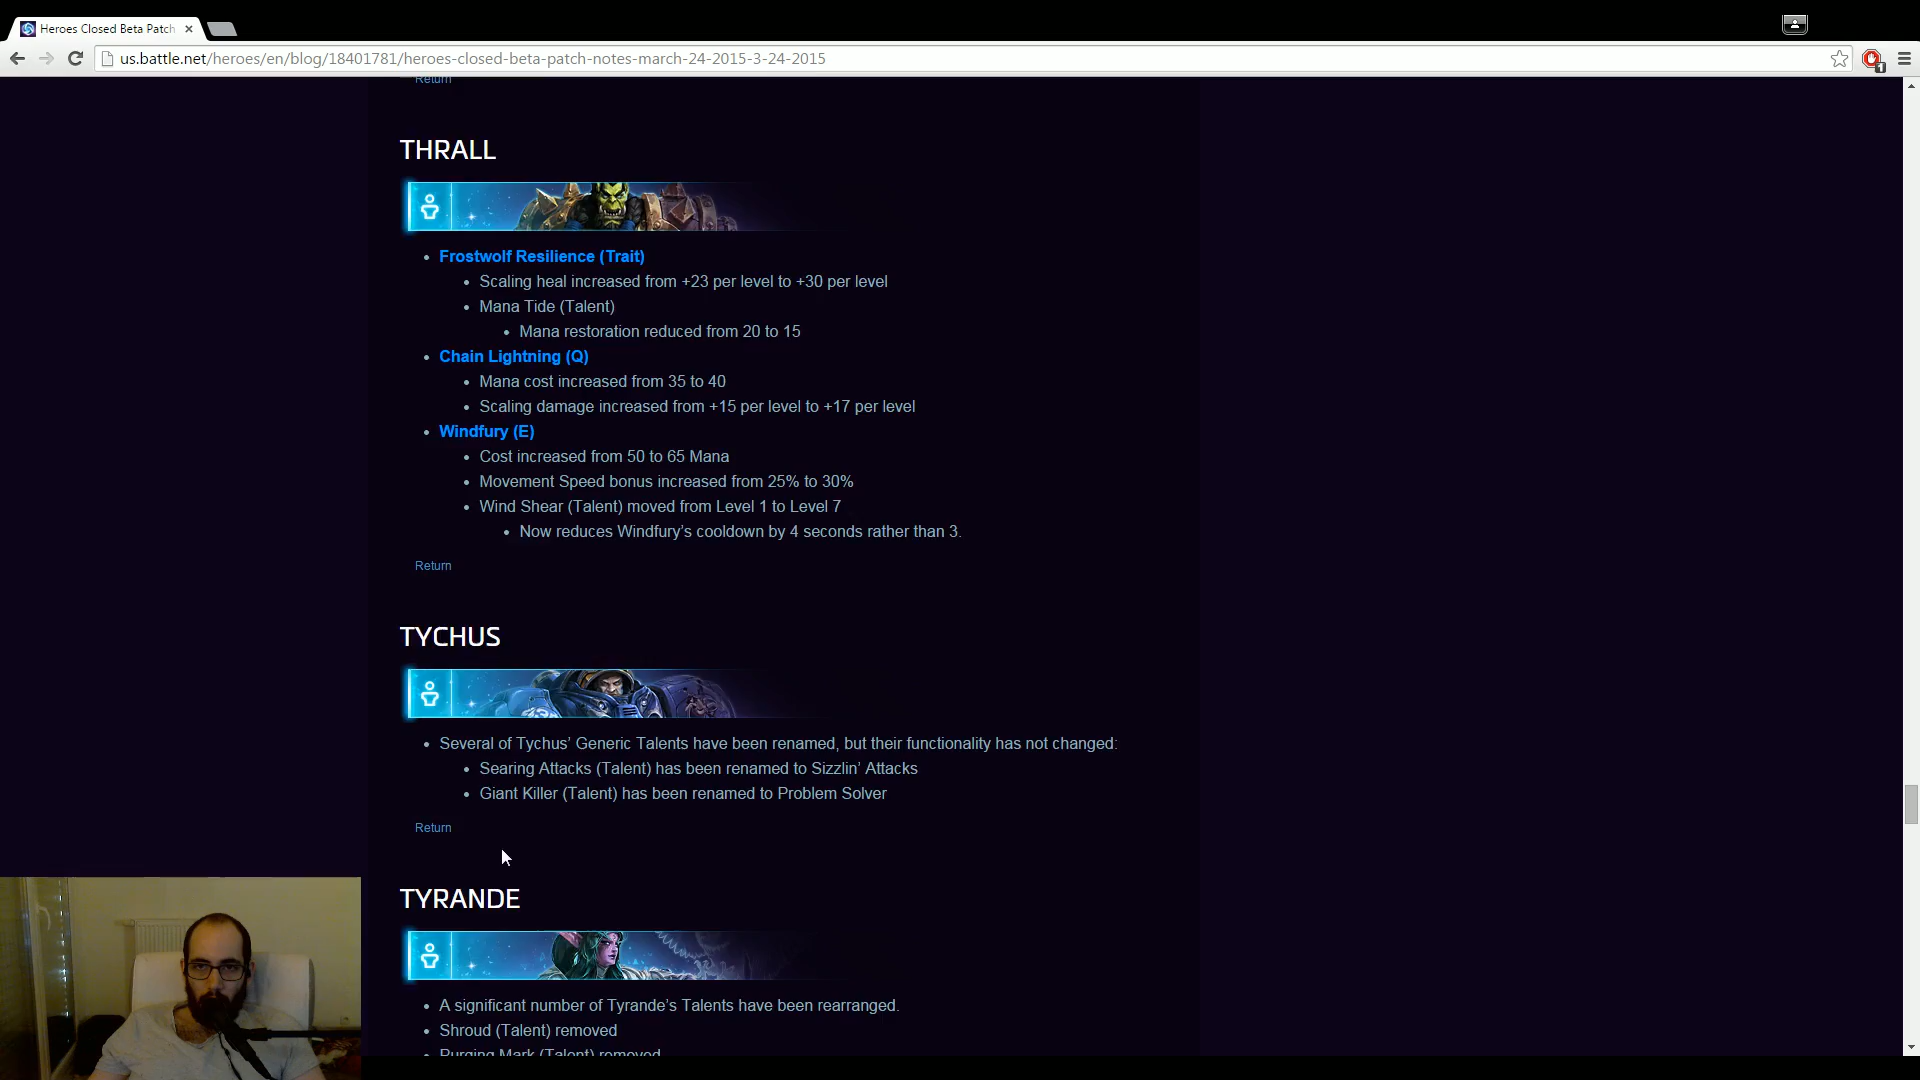 Heroes Closed Beta Patch
us.battle.net/heroes/en/blog/18401781/heroes-closed-beta-patch-notes-march-24-2015-3-24-2015
1
Return
THRALL
Frostwolf Resilience (Trait)
Scaling heal increased from +23 per level to +30 per level
Mana Tide (Talent)
Mana restoration reduced from 20 to 15
Chain Lightning (Q)
Mana cost increased from 35 to 40
Scaling damage increased from +15 per level to +17 per level
Windfury (E)
Cost increased from 50 to 65 Mana
Movement Speed bonus increased from 25% to 30%
Wind Shear (Talent) moved from Level 1 to Level 7
Now reduces Windfury’s cooldown by 4 seconds rather than 3.
Return
TYCHUS
Several of Tychus’ Generic Talents have been renamed, but their functionality has not changed:
Searing Attacks (Talent) has been renamed to Sizzlin’ Attacks
Giant Killer (Talent) has been renamed to Problem Solver
Return
TYRANDE
A significant number of Tyrande’s Talents have been rearranged.
Shroud (Talent) removed
Purging Mark (Talent) removed